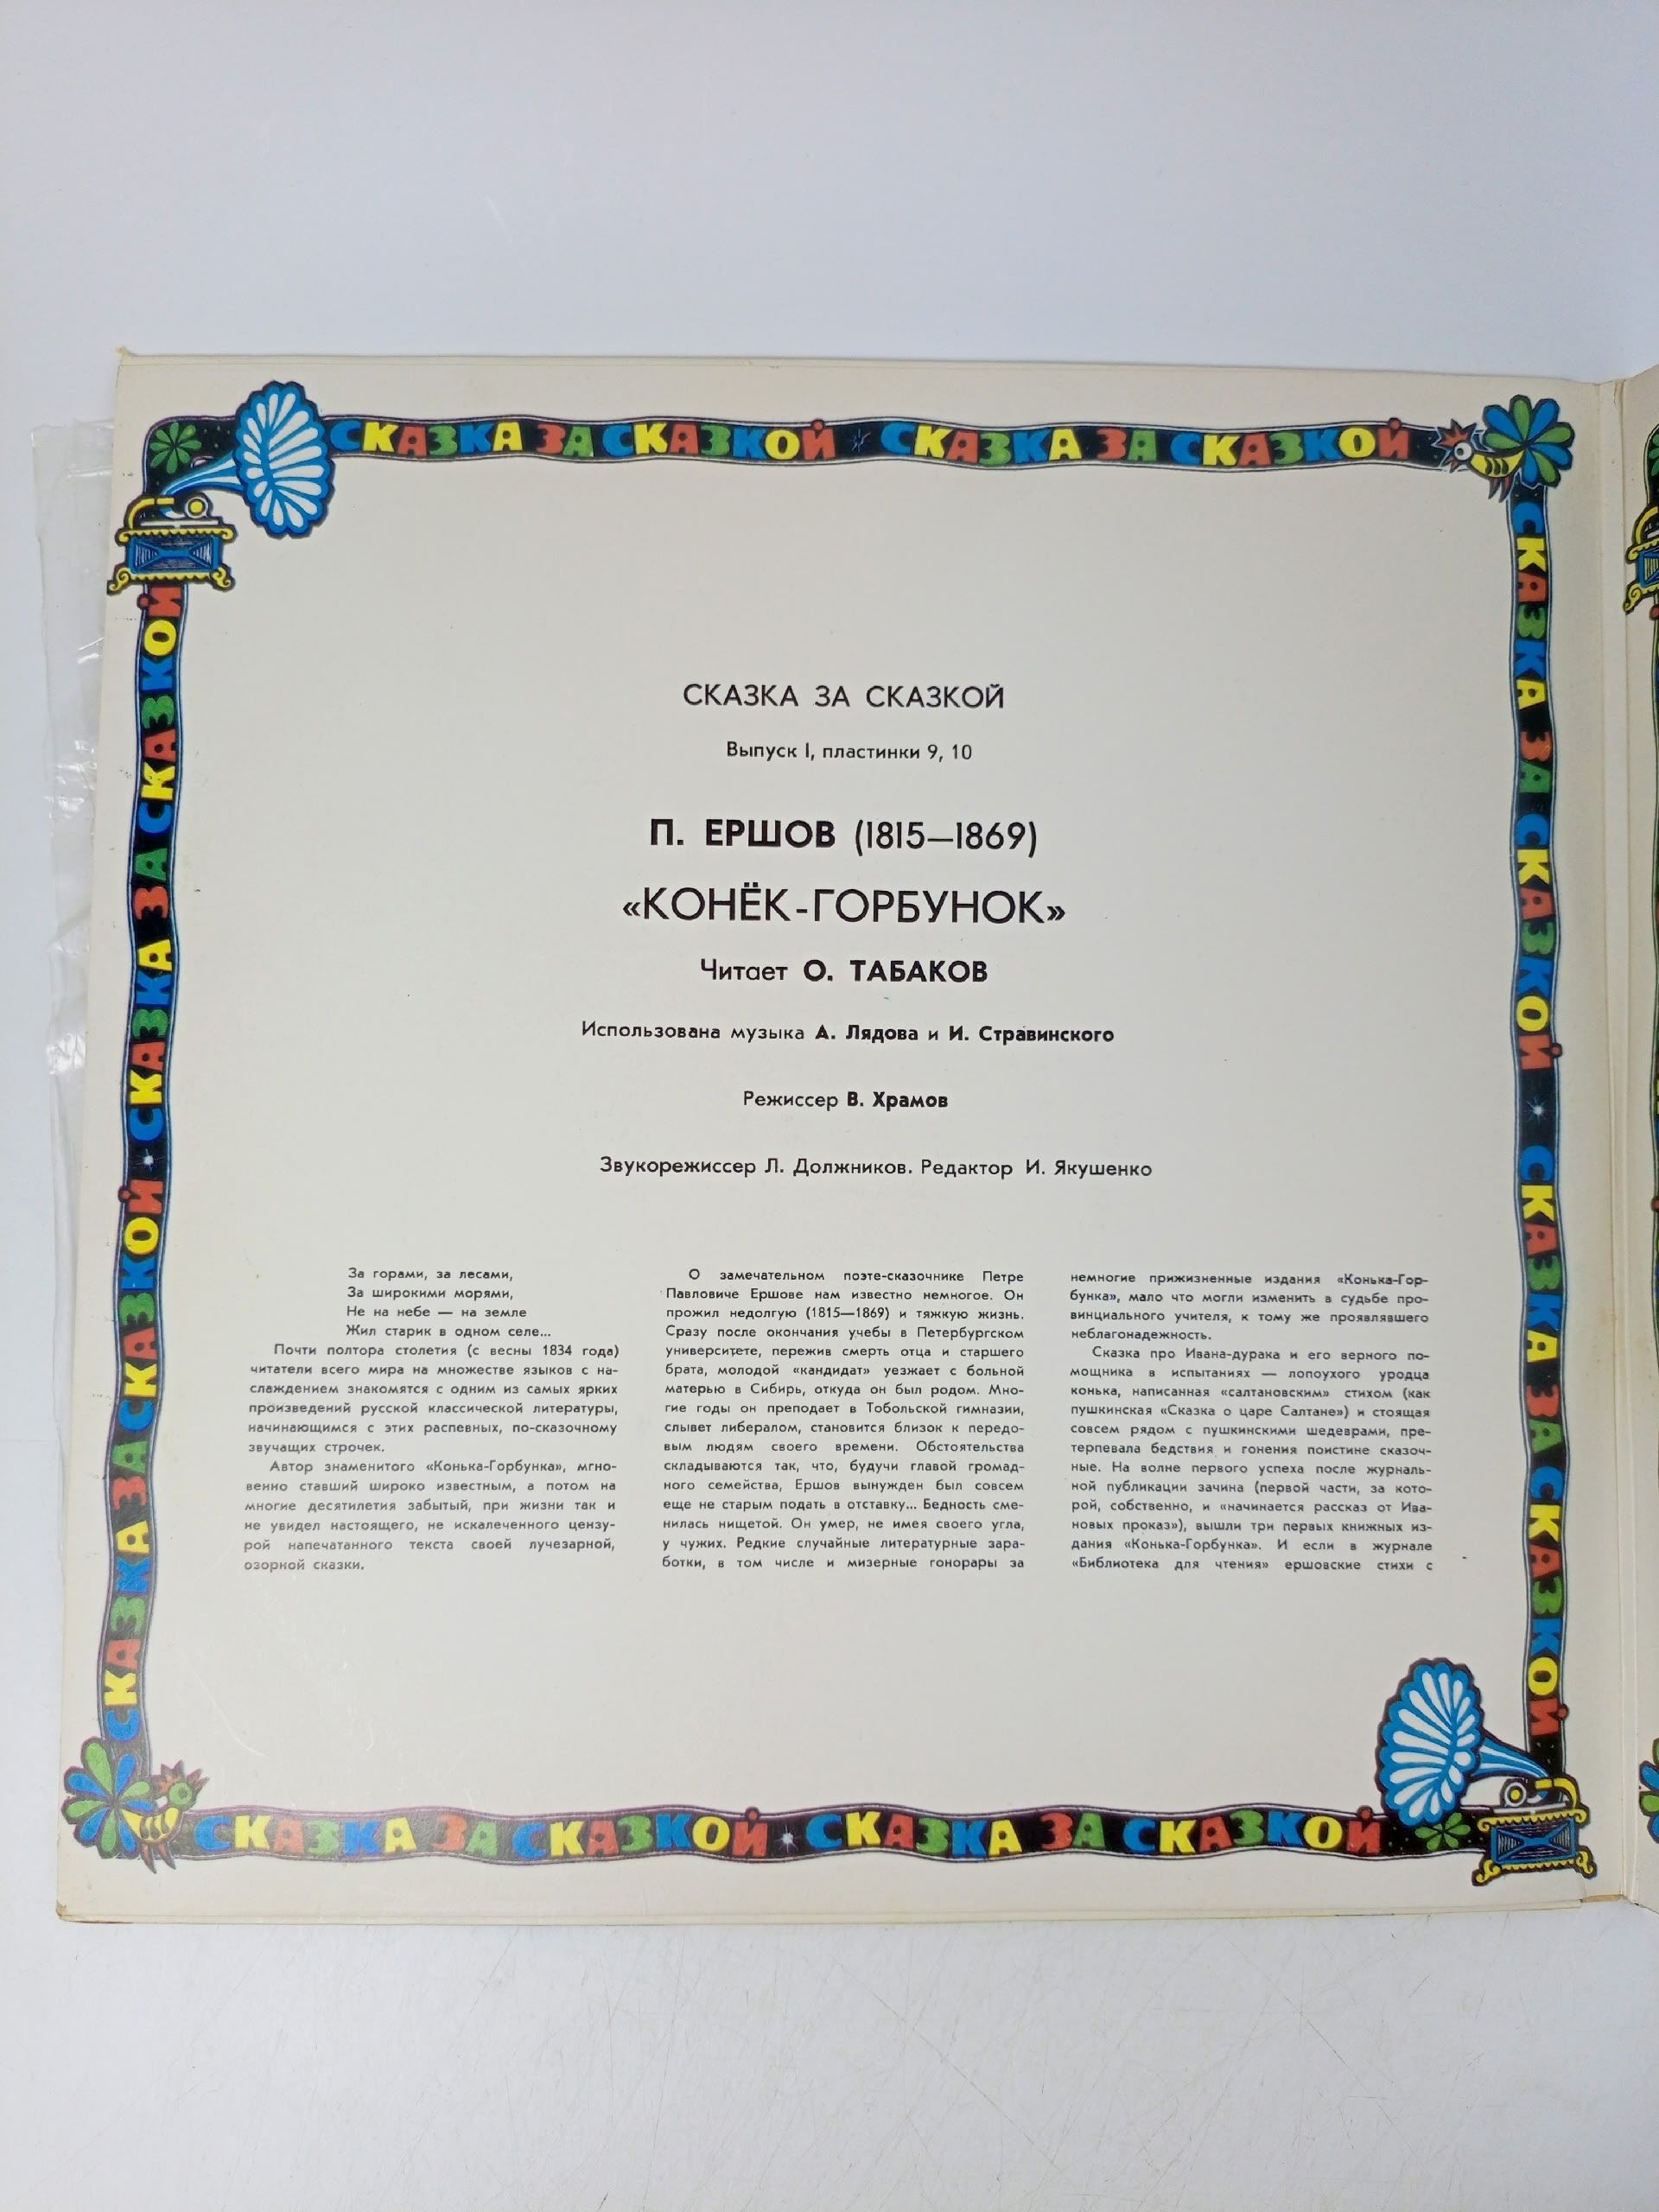 СКАЗКА ЗА СКАЗКОЙ * СКАЗКА ЗА СКАЗКОЙ
СКАЗКА ЗА СКАЗКОЙ * СКАЗКА ЗА СКАЗКОЙ
СКАЗКА ЗА СКАЗКОЙ * СКАЗКА ЗА СКАЗКОЙ
СКАЗКА ЗА СКАЗКОЙ
Выпуск I, пластинки 9, 10
П. ЕРШОВ (1815—1869)
«КОНЁК-ГОРБУНОК»
Читает О. ТАБАКОВ
Использована музыка А. Лядова и И. Стравинского
Режиссер В. Храмов
Звукорежиссер Л. Должников. Редактор И. Якушенко
За горами, за лесами,
За широкими морями,
Не на небе — на земле
Жил старик в одном селе...
Почти полтора столетия (с весны 1834 года)
читатели всего мира на множестве языков с на-
слаждением знакомятся с одним из самых ярких
произведений русской классической литературы,
начинающимся с этих распевных, по-сказочному
звучащих строчек.
Автор знаменитого «Конька-Горбунка», мгно-
венно ставший широко известным, а потом на
многие десятилетия забытый, при жизни так и
не увидел настоящего, не искалеченного цензу-
рой напечатанного текста своей лучезарной,
озорной сказки.
О замечательном поэте-сказочнике Петре
Павловиче Ершове нам известно немногое. Он
прожил недолгую (1815—1869) и тяжкую жизнь.
Сразу после окончания учебы в Петербургском
университете, пережив смерть отца и старшего
брата, молодой «кандидат» уезжает с больной
матерью в Сибирь, откуда он был родом. Мно-
гие годы он преподает в Тобольской гимназии,
слывет либералом, становится близок к передо-
вым людям своего времени. Обстоятельства
складываются так, что, будучи главой громад-
ного семейства, Ершов вынужден был совсем
еще не старым подать в отставку... Бедность сме-
нилась нищетой. Он умер, не имея своего угла,
у чужих. Редкие случайные литературные зара-
ботки, в том числе и мизерные гонорары за
немногие прижизненные издания «Конька-Гор-
бунка», мало что могли изменить в судьбе про-
винциального учителя, к тому же проявлявшего
неблагонадежность.
Сказка про Ивана-дурака и его верного по-
мощника в испытаниях — лопоухого уродца
конька, написанная «салтановским» стихом (как
пушкинская «Сказка о царе Салтане») и стоящая
совсем рядом с пушкинскими шедеврами, пре-
терпевала бедствия и гонения поистине сказоч-
ные. На волне первого успеха после журналь-
ной публикации зачина (первой части, за кото-
рой, собственно, и «начинается рассказ от Ива-
новых проказ»), вышли три первых книжных из-
дания «Конька-Горбунка». И если в журнале
«Библиотека для чтения» ершовские стихи с
СКАЗКА ЗА СКАЗКОЙ * СКАЗКА ЗА СКАЗКОЙ